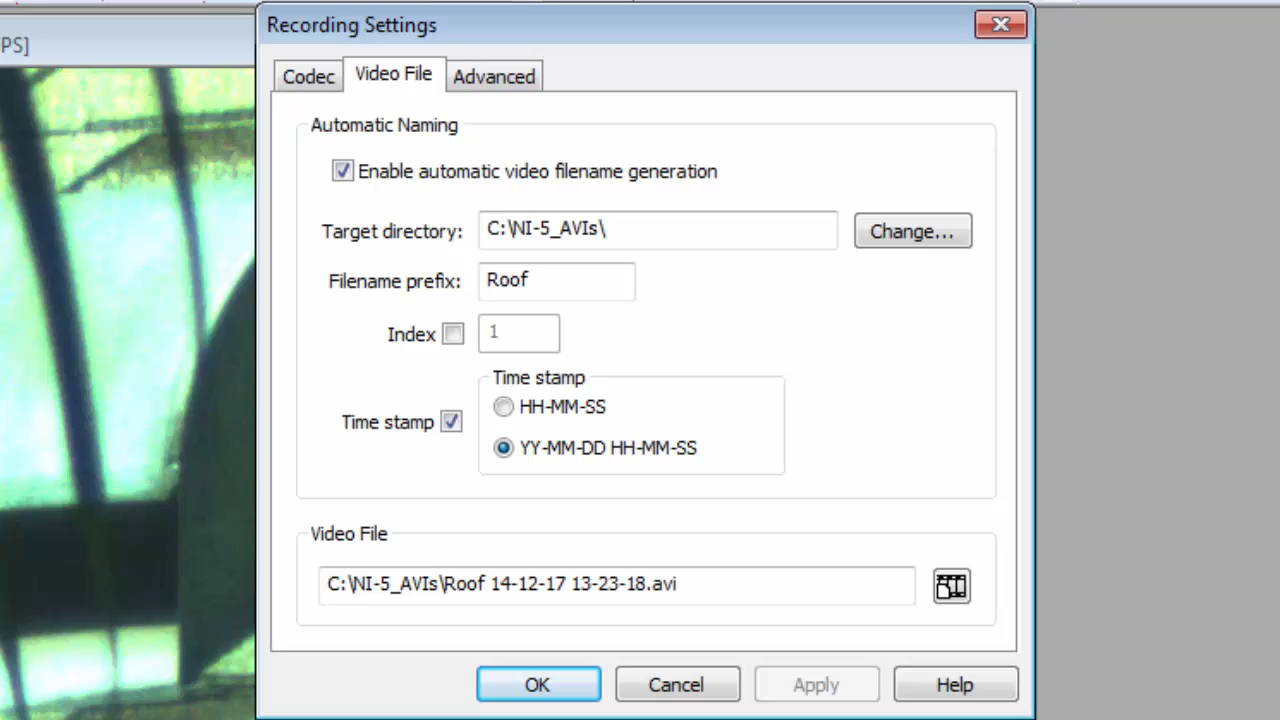 Recording Settings
PS]
Codec Video File Advanced
Automatic Naming
Enable automatic video filename generation
Target directory: C:\NI-5_AVIs\ Change...
Filename prefix: Roof
Index 1
Time stamp
HH-MM-SS
Time stamp
YY-MM-DD HH-MM-SS
Video File
C:\NI-5_AVIs\Roof 14-12-17 13-23-18.avi
OK Cancel Apply Help